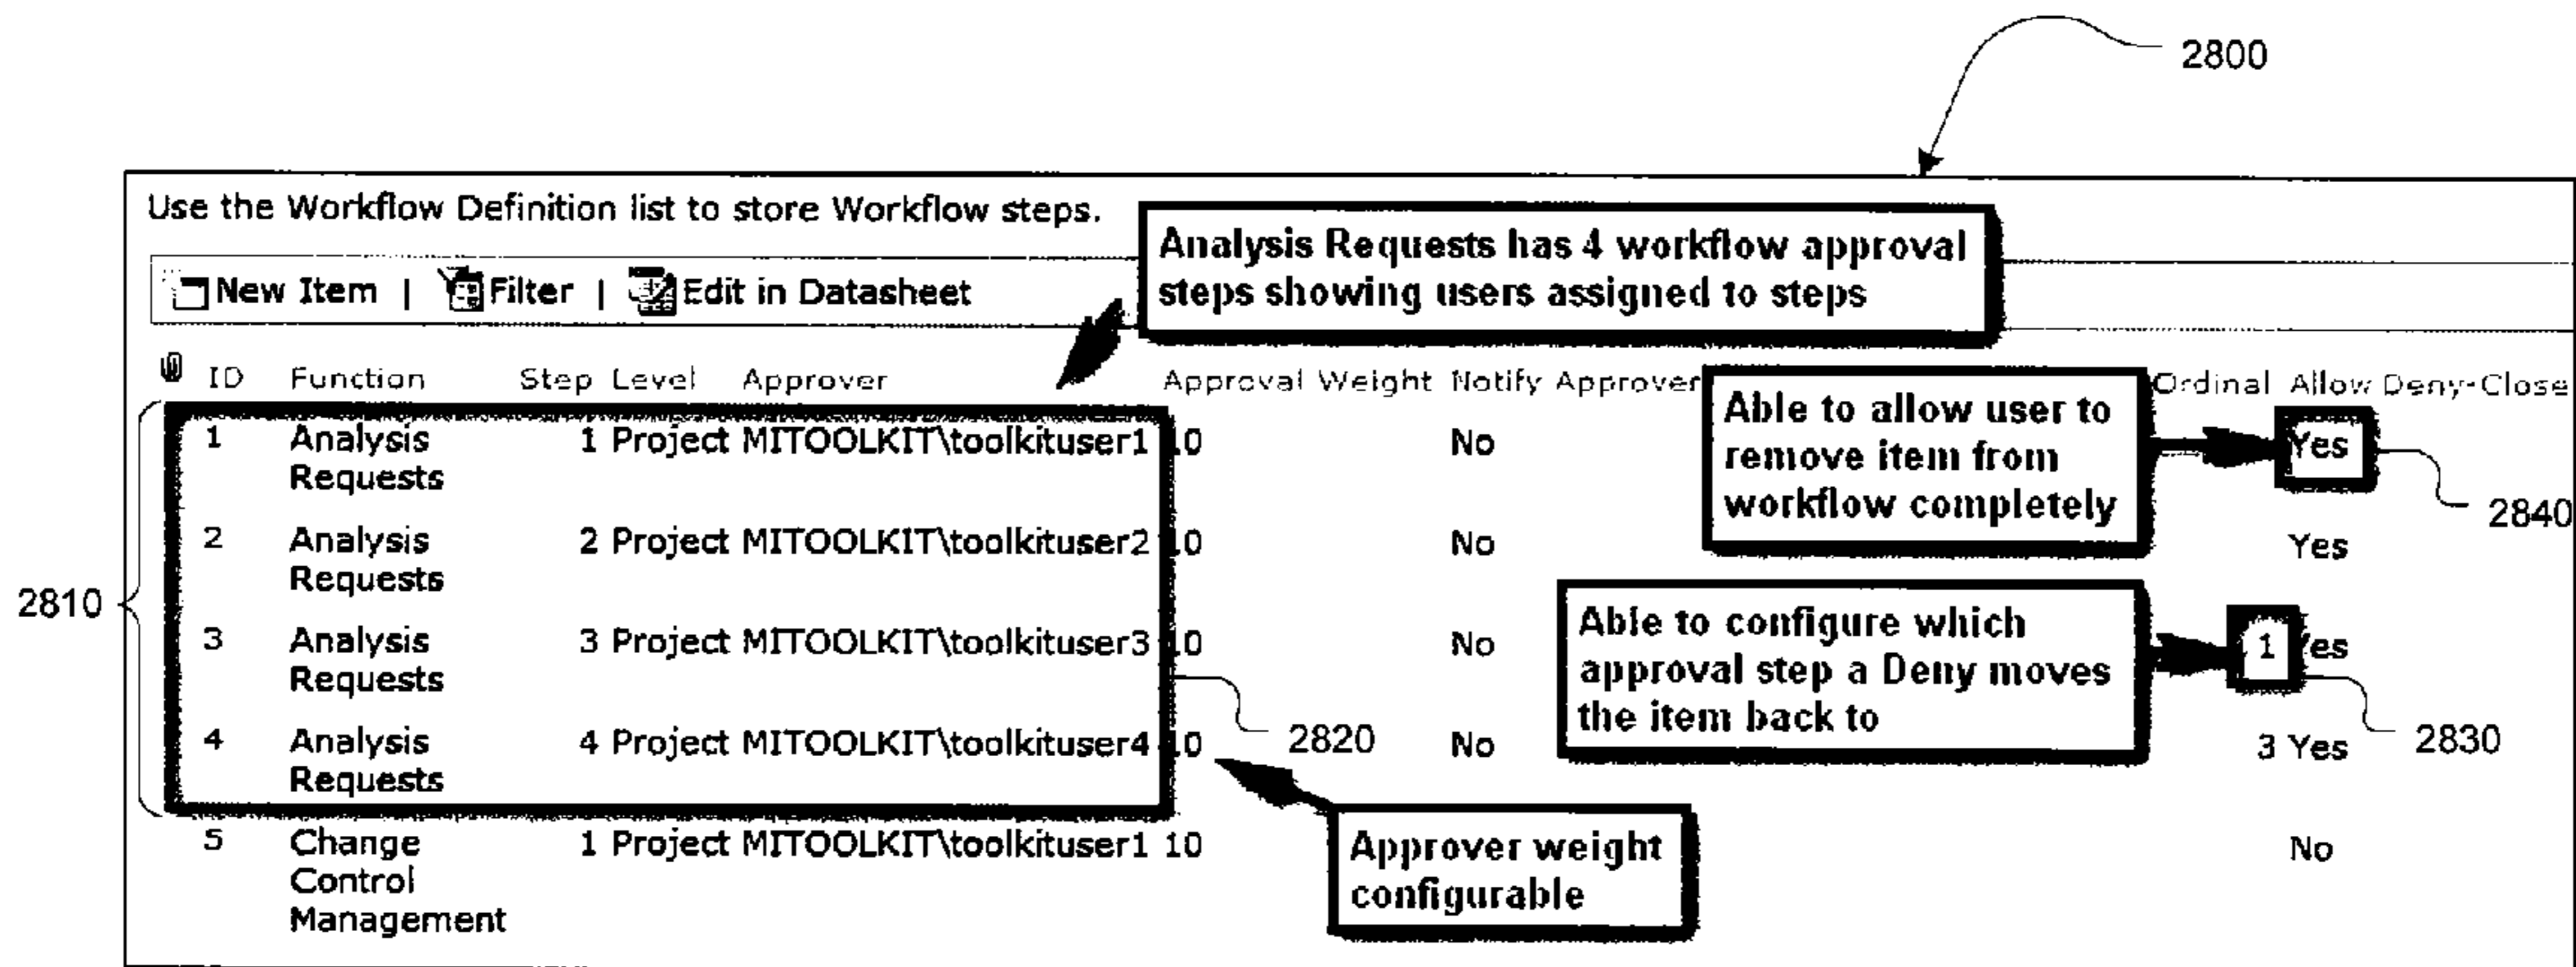 2800
Use the Workflow Definition list to store Workflow steps.
Analysis Requests has 4 workflow approval
steps showing users assigned to steps
New Item | Filter | Edit in Datasheet
ID Function Step Level Approver Approval Weight Notify Approver Ordinal Allow Deny-Close
1 Analysis Requests 1 Project MITOOLKIT\toolkituser1 10 No Yes
Able to allow user to
remove item from
workflow completely
2840
2 Analysis Requests 2 Project MITOOLKIT\toolkituser2 10 No Yes
2810
Able to configure which
approval step a Deny moves
the item back to
3 Analysis Requests 3 Project MITOOLKIT\toolkituser3 10 No 1 Yes
2820
2830
4 Analysis Requests 4 Project MITOOLKIT\toolkituser4 10 No 3 Yes
Approver weight
configurable
5 Change Control Management 1 Project MITOOLKIT\toolkituser1 10 No